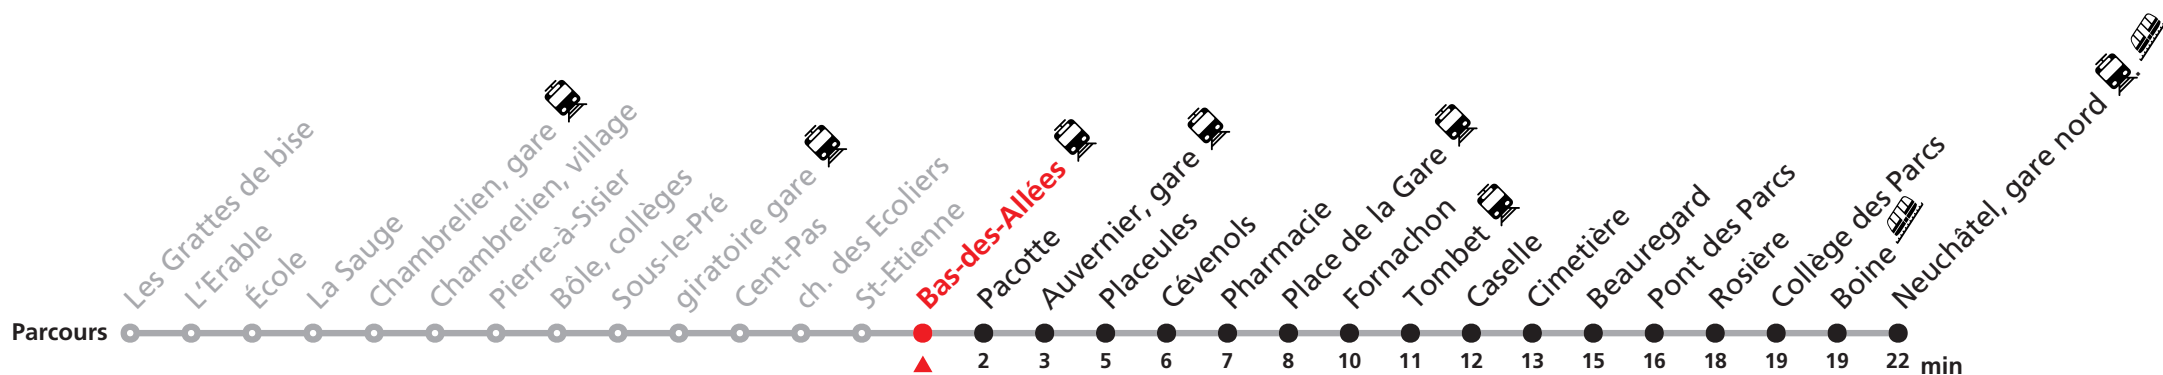 Parcours
Les Grattes de bise
L'Erable
École
La Sauge
Chambrelien, gare
Chambrelien, village
Pierre-à-Sisier
Bôle, collèges
Sous-le-Pré
giratoire gare
Cent-Pas
ch. des Ecoliers
St-Etienne
Bas-des-Allées
Pacotte
Auvernier, gare
Placeules
Cévenols
Pharmacie
Place de la Gare
Fornachon
Tombet
Caselle
Cimetière
Beauregard
Pont des Parcs
Rosière
Collège des Parcs
Boine
Neuchâtel, gare nord
2 3 5 6 7 8 10 11 12 13 15 16 18 19 19 22 min